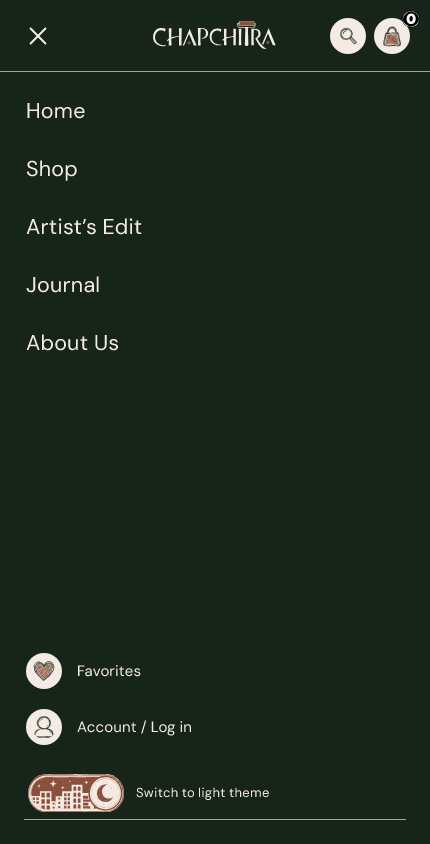 0
CHAPCHITRA
Home
Shop
Artist’s Edit
Journal
About Us
Favorites
Account / Log in
Switch to light theme